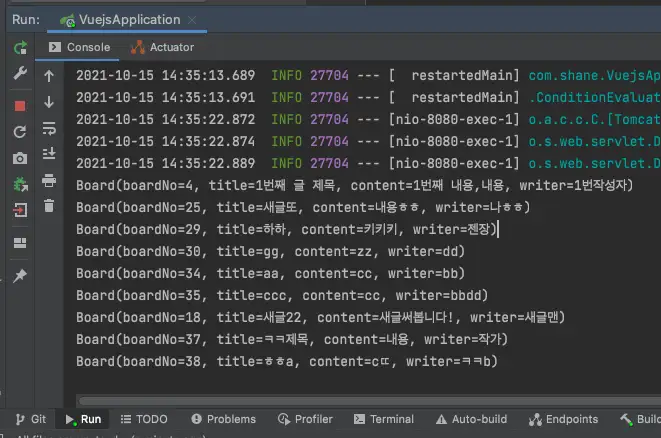 Run: VuejsApplication
Console Actuator
2021-10-15 14:35:13.689 INFO 27704 --- [ restartedMain] com.shane.VuejsAp
2021-10-15 14:35:13.691 INFO 27704 --- [ restartedMain] .ConditionEvaluat
2021-10-15 14:35:22.872 INFO 27704 --- [nio-8080-exec-1] o.a.c.c.C.[Tomcat
2021-10-15 14:35:22.874 INFO 27704 --- [nio-8080-exec-1] o.s.web.servlet.D
2021-10-15 14:35:22.889 INFO 27704 --- [nio-8080-exec-1] o.s.web.servlet.D
Board(boardNo=4, title=1번째 글 제목, content=1번째 내용,내용, writer=1번작성자)
Board(boardNo=25, title=새글또, content=내용ㅎㅎ, writer=나ㅎㅎ)
Board(boardNo=29, title=하하, content=키키키, writer=젠장)
Board(boardNo=30, title=gg, content=zz, writer=dd)
Board(boardNo=34, title=aa, content=cc, writer=bb)
Board(boardNo=35, title=ccc, content=cc, writer=bbdd)
Board(boardNo=18, title=새글22, content=새글써봅니다!, writer=새글맨)
Board(boardNo=37, title=ㅋㅋ제목, content=내용, writer=작가)
Board(boardNo=38, title=ㅎㅎa, content=cㄸ, writer=ㅋㅋb)
Git Run TODO Problems Profiler Terminal Auto-build Endpoints Build